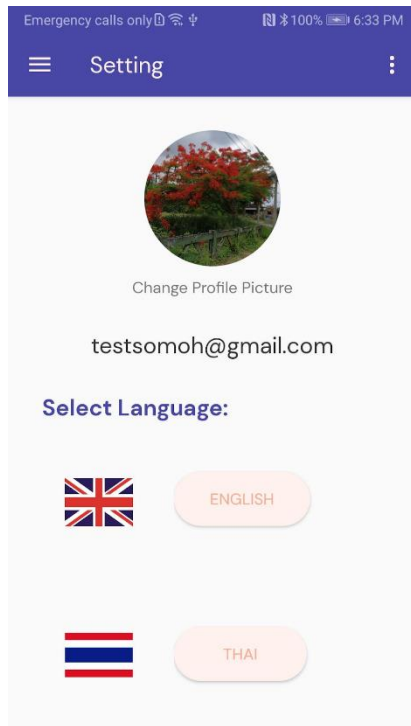 Emergency calls only 100% 6:33 PM
Setting
Change Profile Picture
testsomoh@gmail.com
Select Language:
ENGLISH
THAI